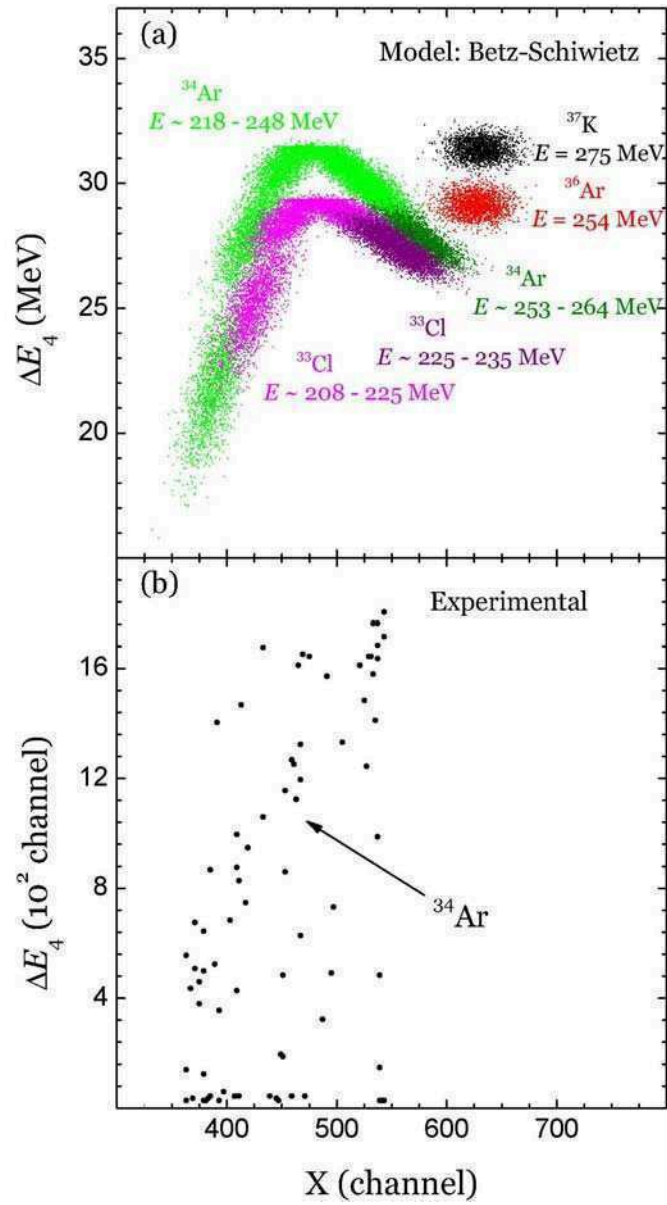 (a)
Model: Betz-Schiwietz
³⁴Ar
E ~ 218 - 248 MeV
³⁷K
E = 275 MeV
³⁶Ar
E = 254 MeV
³⁴Ar
E ~ 253 - 264 MeV
³³Cl
E ~ 225 - 235 MeV
³³Cl
E ~ 208 - 225 MeV
35
30
25
20
ΔE₄ (MeV)
(b)
Experimental
³⁴Ar
16
12
8
4
ΔE₄ (10² channel)
400 500 600 700
X (channel)